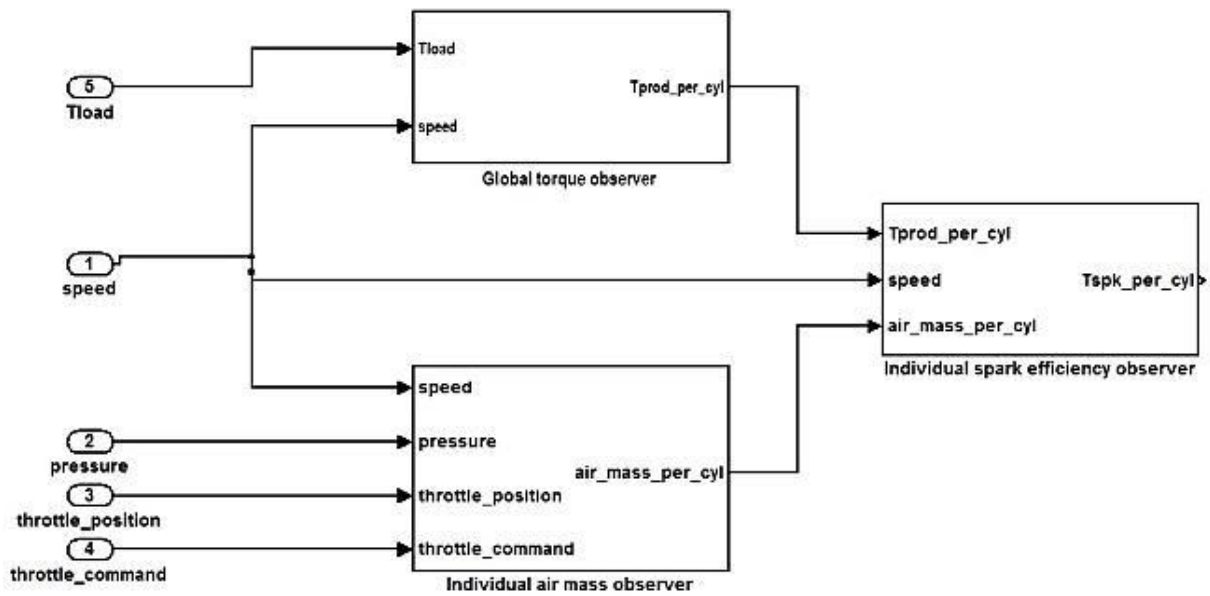 5
Tload
1
speed
2
pressure
3
throttle_position
4
throttle_command
Tload
speed
Tprod_per_cyl
Global torque observer
speed
pressure
throttle_position
throttle_command
air_mass_per_cyl
Individual air mass observer
Tprod_per_cyl
speed
air_mass_per_cyl
Tspk_per_cyl
Individual spark efficiency observer